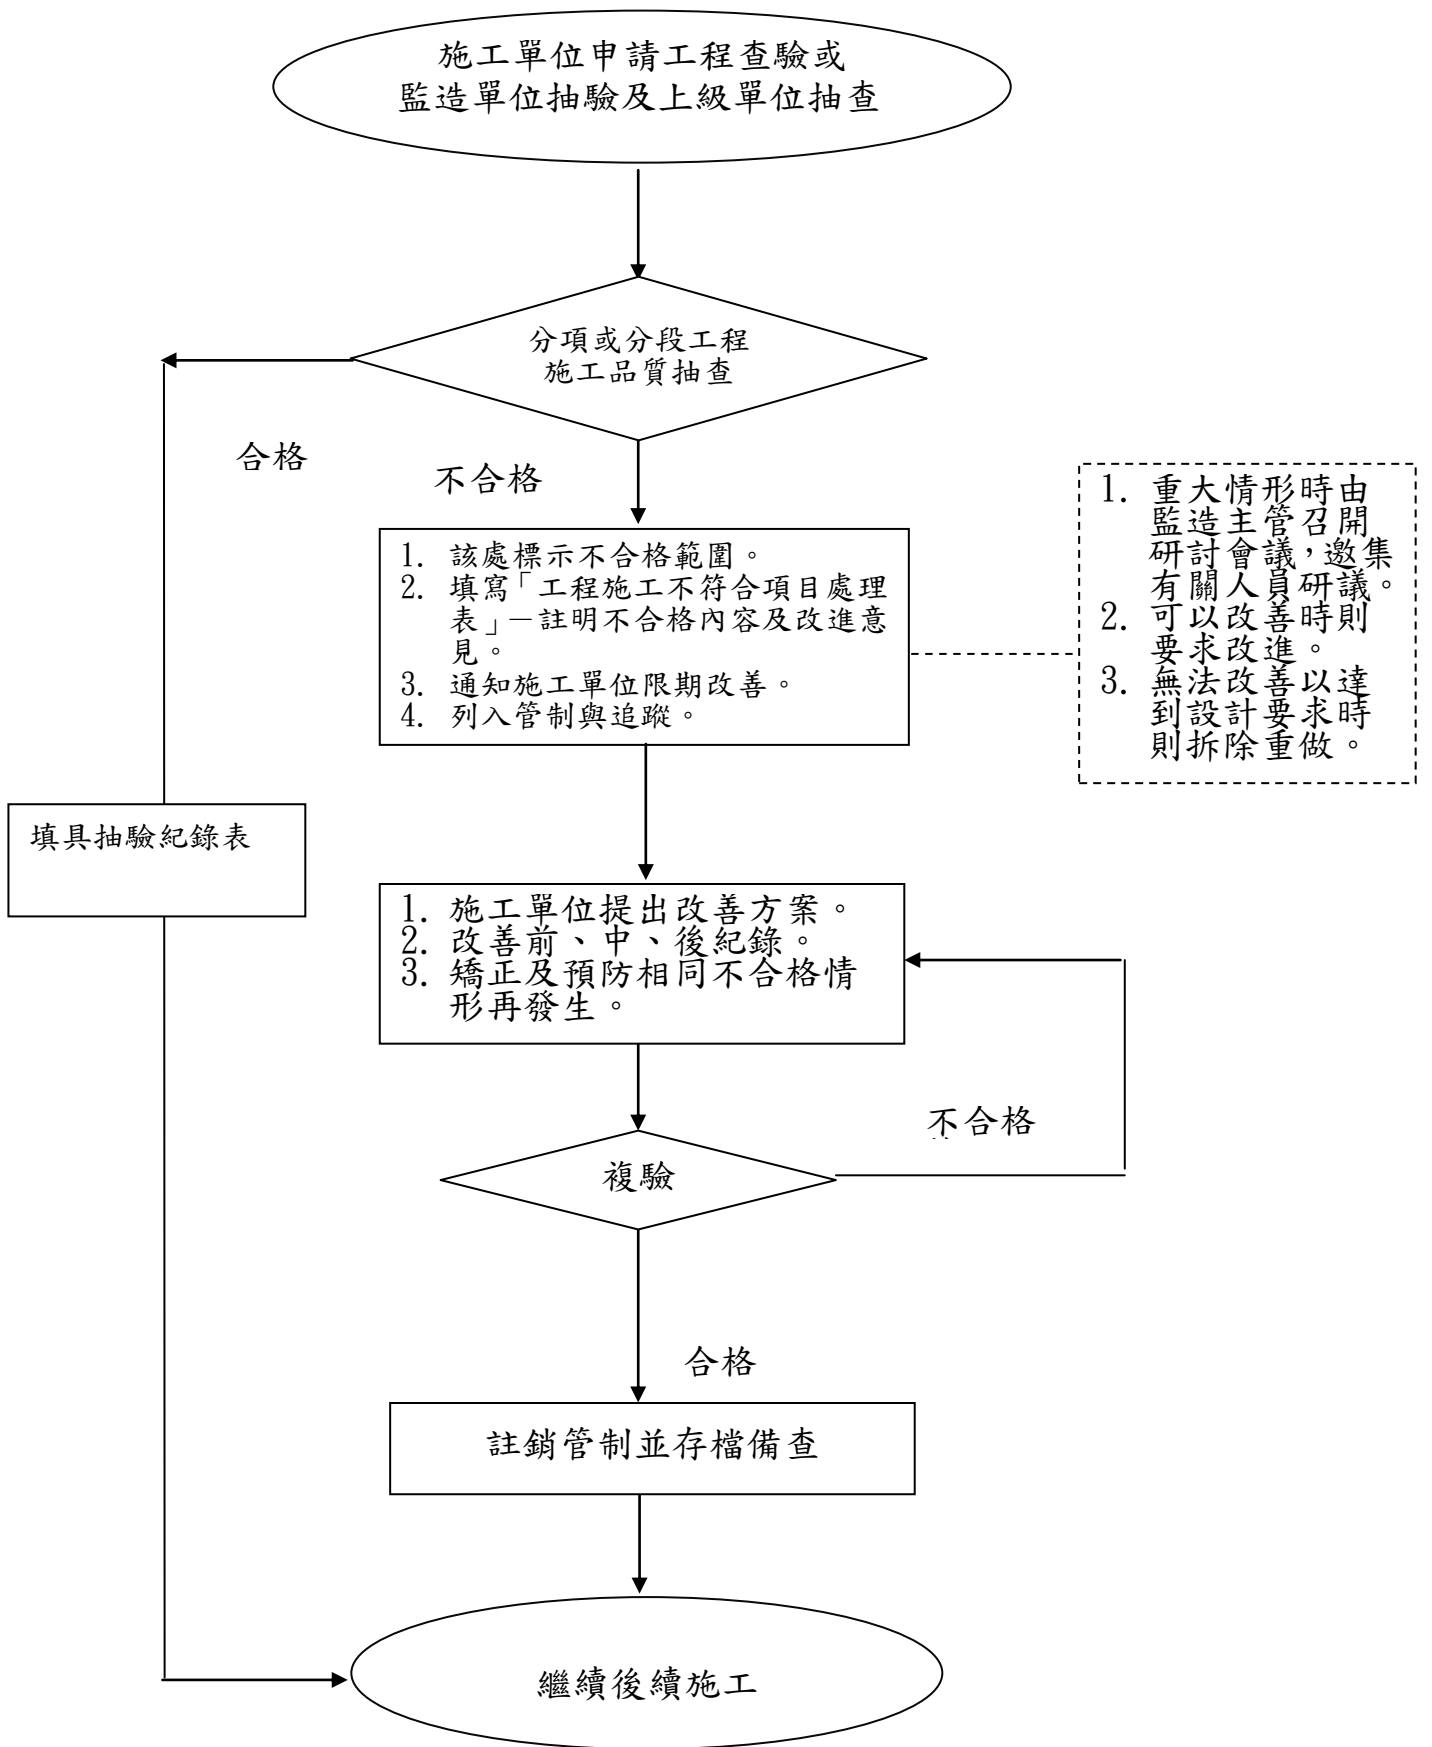 施工單位申請工程查驗或
監造單位抽驗及上級單位抽查
分項或分段工程
施工品質抽查
合格
不合格
1. 該處標示不合格範圍。
2. 填寫「工程施工不符合項目處理
表」－註明不合格內容及改進意
見。
3. 通知施工單位限期改善。
4. 列入管制與追蹤。
1. 重大情形時由
監造主管召開
研討會議，邀集
有關人員研議。
2. 可以改善時則
要求改進。
3. 無法改善以達
到設計要求時
則拆除重做。
填具抽驗紀錄表
1. 施工單位提出改善方案。
2. 改善前、中、後紀錄。
3. 矯正及預防相同不合格情
形再發生。
不合格
複驗
合格
註銷管制並存檔備查
繼續後續施工